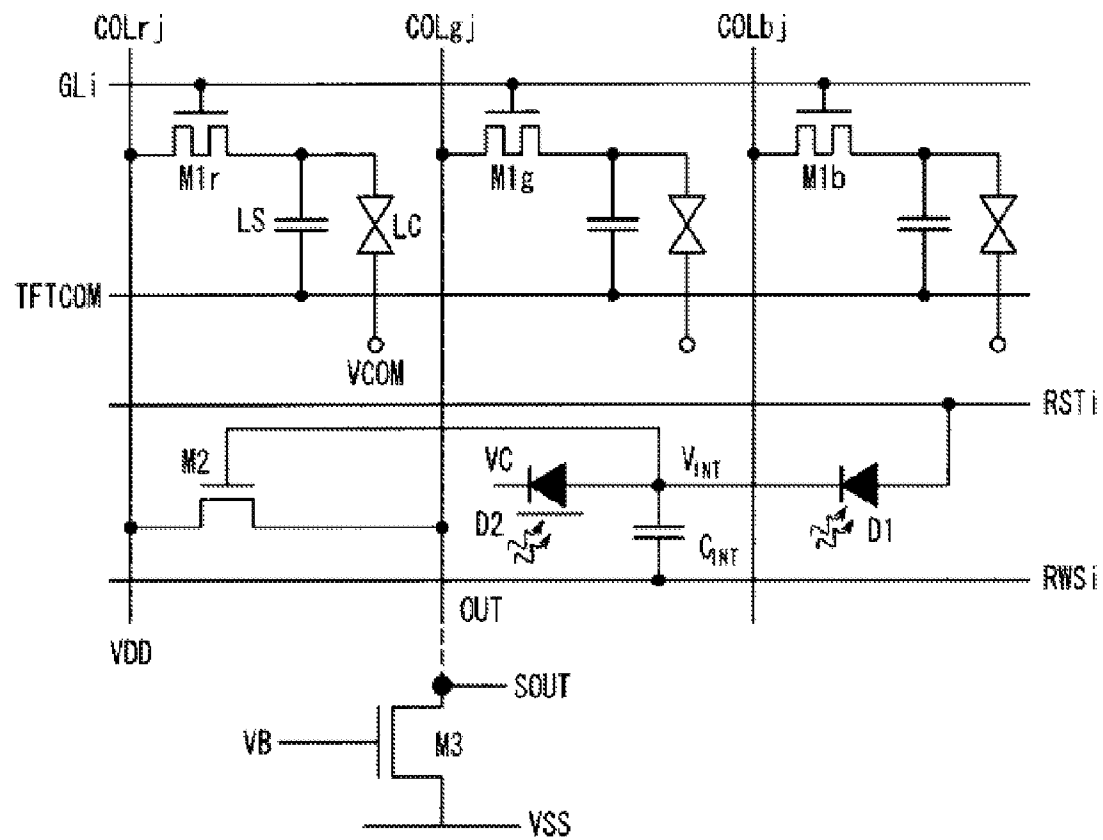 COLrj COLgj COLbj
GLi
M1r M1g M1b
LS LC
TFTCOM
VCOM
RSTi
M2 VC VINT
D2 CINT D1
RWSi
OUT
VDD
SOUT
VB M3
VSS